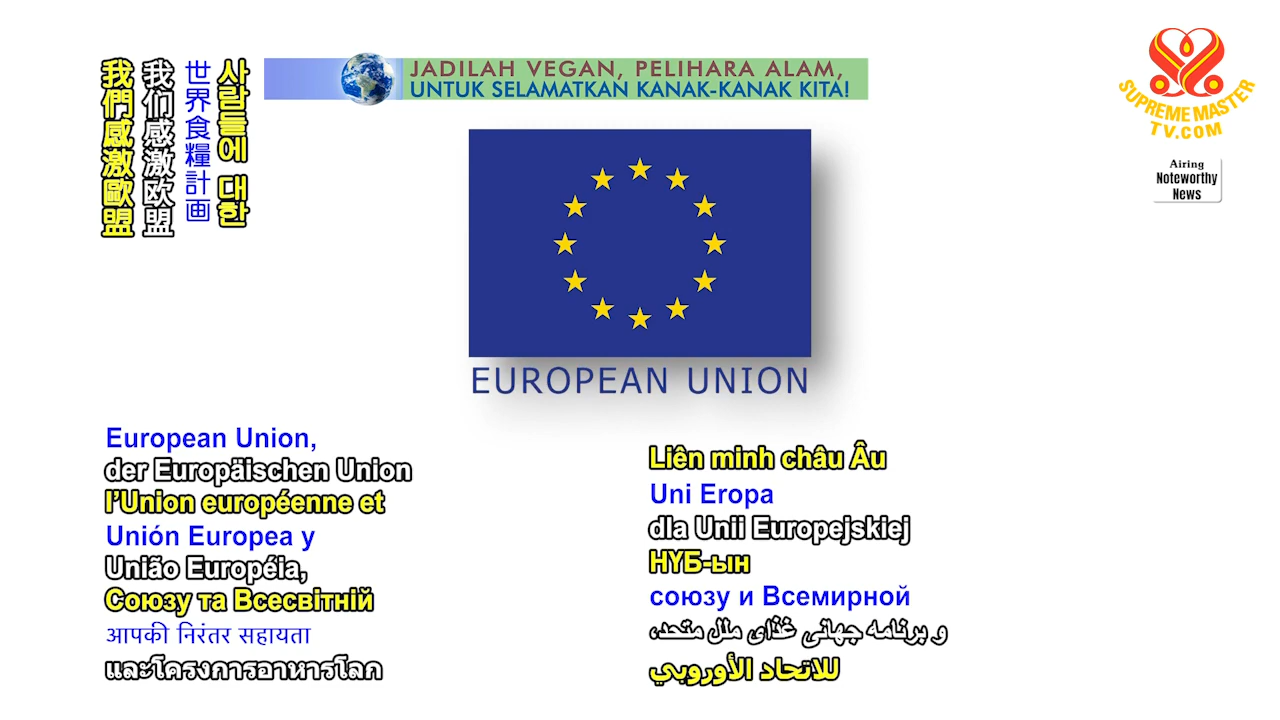 我們感激歐盟
我们感激欧盟
世界食糧計画
사람들에 대한
JADILAH VEGAN, PELIHARA ALAM,
UNTUK SELAMATKAN KANAK-KANAK KITA!
SUPREME MASTER
TV.COM
Airing
Noteworthy
News
EUROPEAN UNION
European Union,
der Europäischen Union
l’Union européenne et
Unión Europea y
União Européia,
Союзу та Всесвітній
आपकी निरंतर सहायता
และโครงการอาหารโลก
Liên minh châu Âu
Uni Eropa
dla Unii Europejskiej
НҮБ-ын
союзу и Всемирной
و برنامه جهانی غذای ملل متحد،
للاتحاد الأوروبي